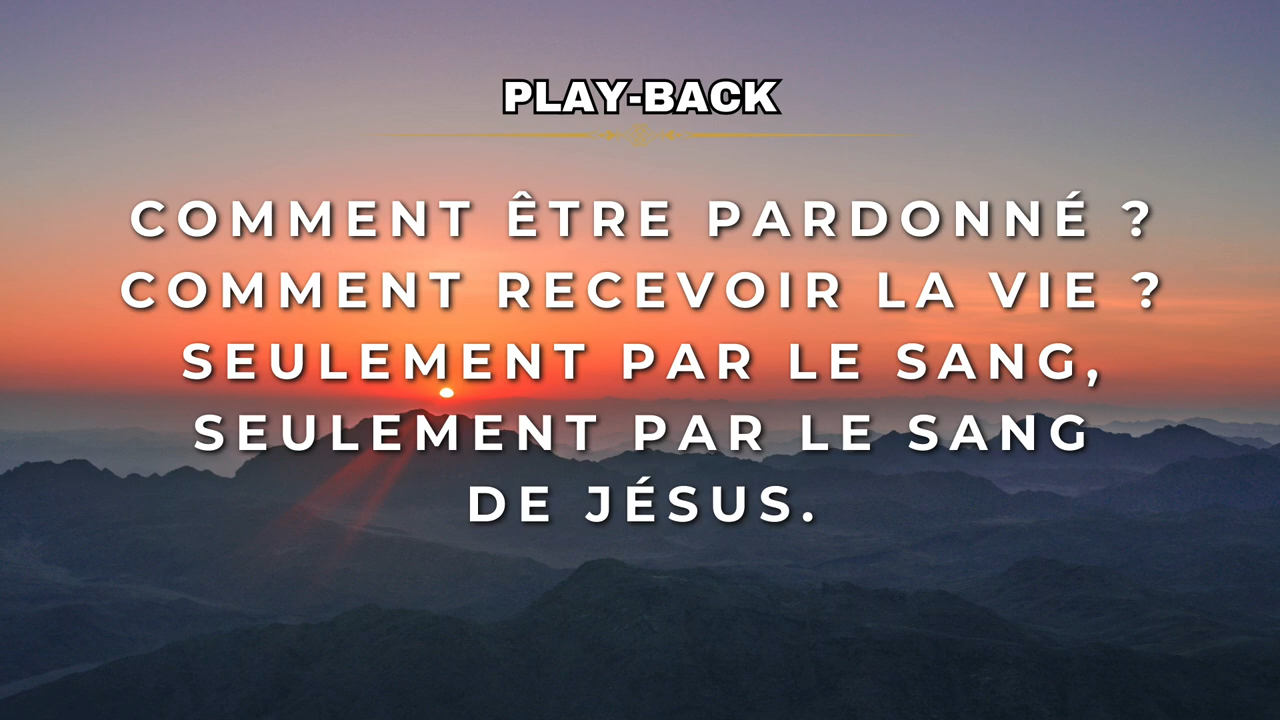 PLAY-BACK
COMMENT ÊTRE PARDONNÉ ?
COMMENT RECEVOIR LA VIE ?
SEULEMENT PAR LE SANG,
SEULEMENT PAR LE SANG
DE JÉSUS.